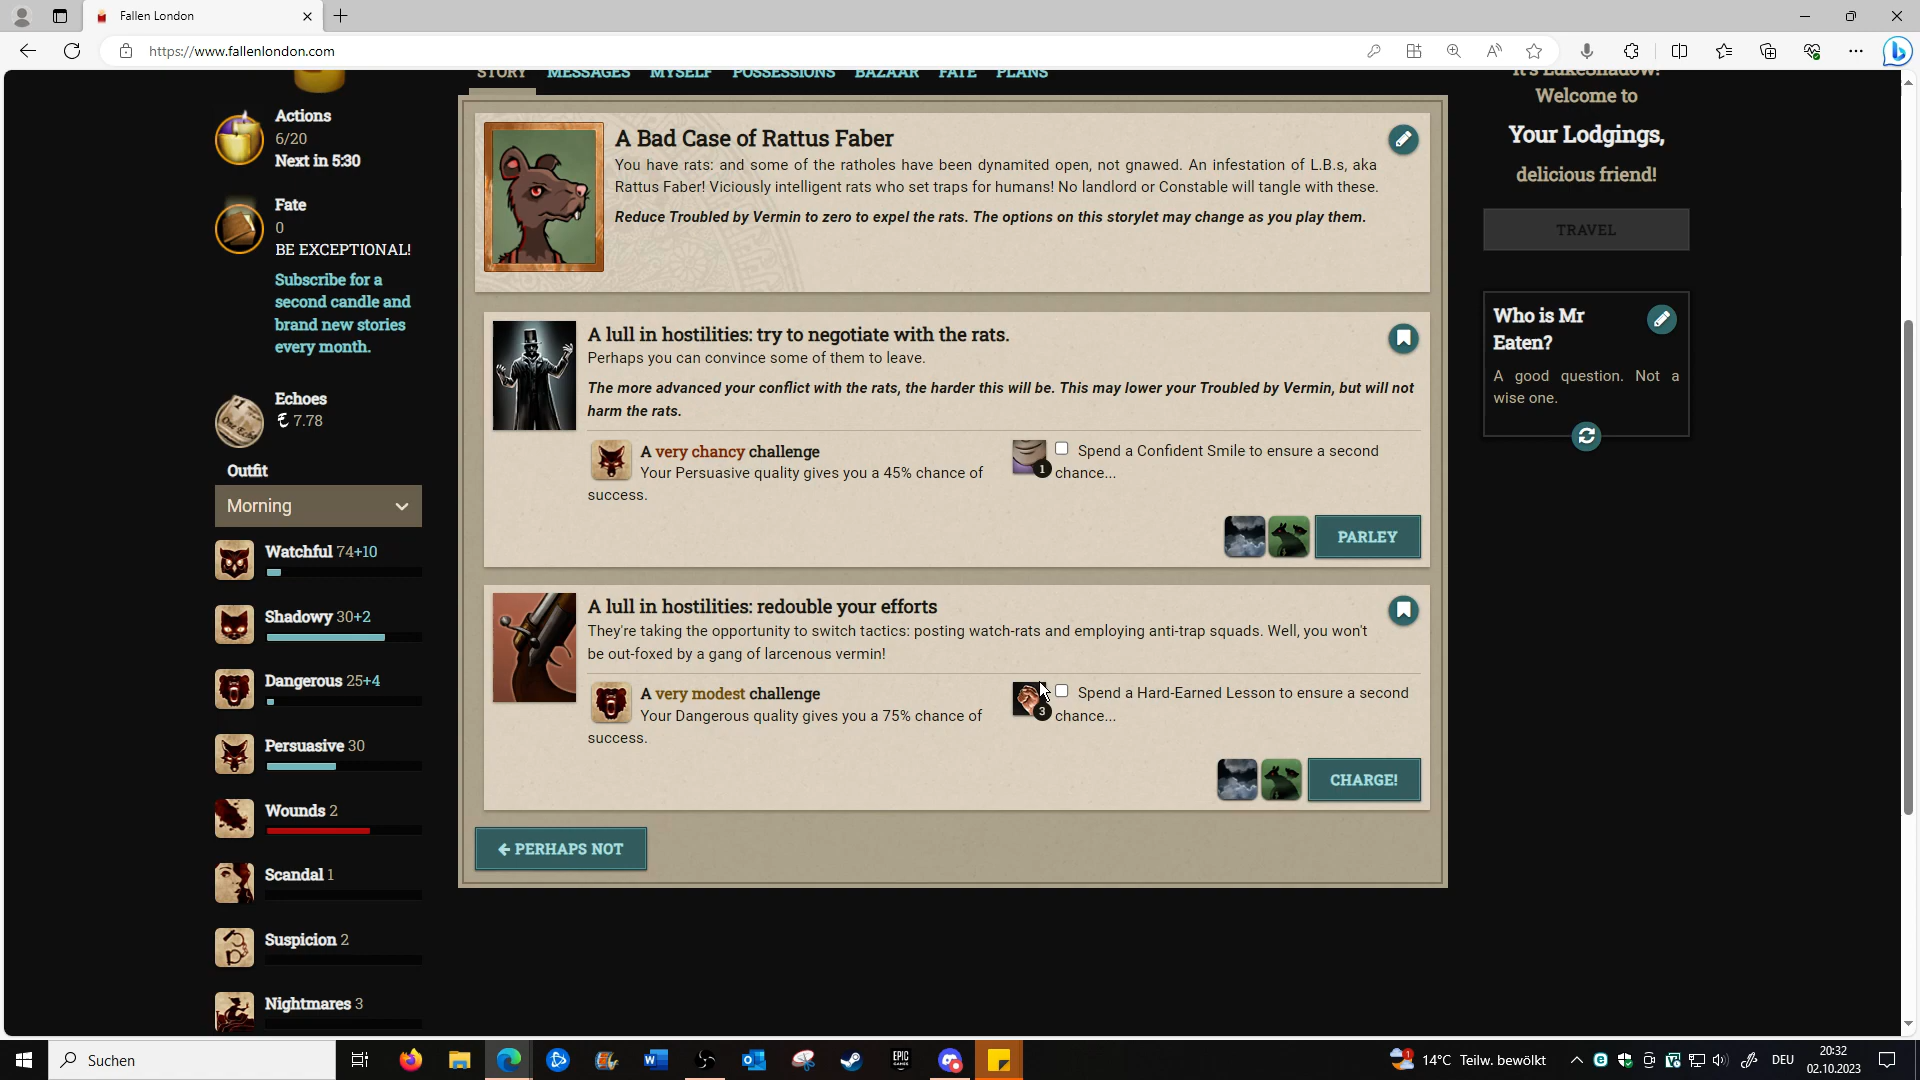 Fallen London
https://www.fallenlondon.com
STORY MESSAGES MYSELF POSSESSIONS BAZAAR FATE PLANS
Actions
6/20
Next in 5:30
Fate
0
BE EXCEPTIONAL!
Subscribe for a
second candle and
brand new stories
every month.
Echoes
7.78
Outfit
Morning
Watchful 74+10
Shadowy 30+2
Dangerous 25+4
Persuasive 30
Wounds 2
Scandal 1
Suspicion 2
Nightmares 3
A Bad Case of Rattus Faber
You have rats: and some of the ratholes have been dynamited open, not gnawed. An infestation of L.B.s, aka
Rattus Faber! Viciously intelligent rats who set traps for humans! No landlord or Constable will tangle with these.
Reduce Troubled by Vermin to zero to expel the rats. The options on this storylet may change as you play them.
A lull in hostilities: try to negotiate with the rats.
Perhaps you can convince some of them to leave.
The more advanced your conflict with the rats, the harder this will be. This may lower your Troubled by Vermin, but will not
harm the rats.
A very chancy challenge
Your Persuasive quality gives you a 45% chance of
success.
1
Spend a Confident Smile to ensure a second
chance...
PARLEY
A lull in hostilities: redouble your efforts
They're taking the opportunity to switch tactics: posting watch-rats and employing anti-trap squads. Well, you won't
be out-foxed by a gang of larcenous vermin!
A very modest challenge
Your Dangerous quality gives you a 75% chance of
success.
3
Spend a Hard-Earned Lesson to ensure a second
chance...
CHARGE!
PERHAPS NOT
It's LukeShadow!
Welcome to
Your Lodgings,
delicious friend!
TRAVEL
Who is Mr
Eaten?
A good question. Not a
wise one.
Suchen
EPIC
GAMES
14°C Teilw. bewölkt
DEU
20:32
02.10.2023